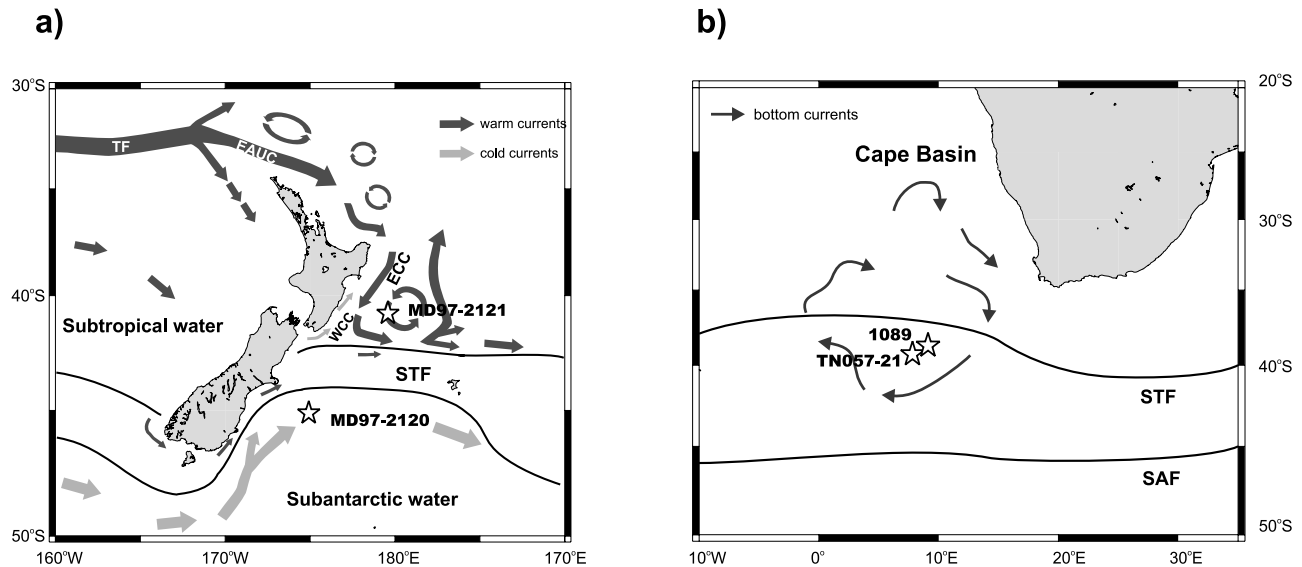 a)
30°S
40°S
50°S
160°W
170°W
180°W
170°E
TF
EAUC
warm currents
cold currents
ECC
MD97-2121
WCC
Subtropical water
STF
MD97-2120
Subantarctic water
b)
bottom currents
Cape Basin
20°S
30°S
40°S
50°S
1089
TN057-21
STF
SAF
10°W
0°
10°E
20°E
30°E